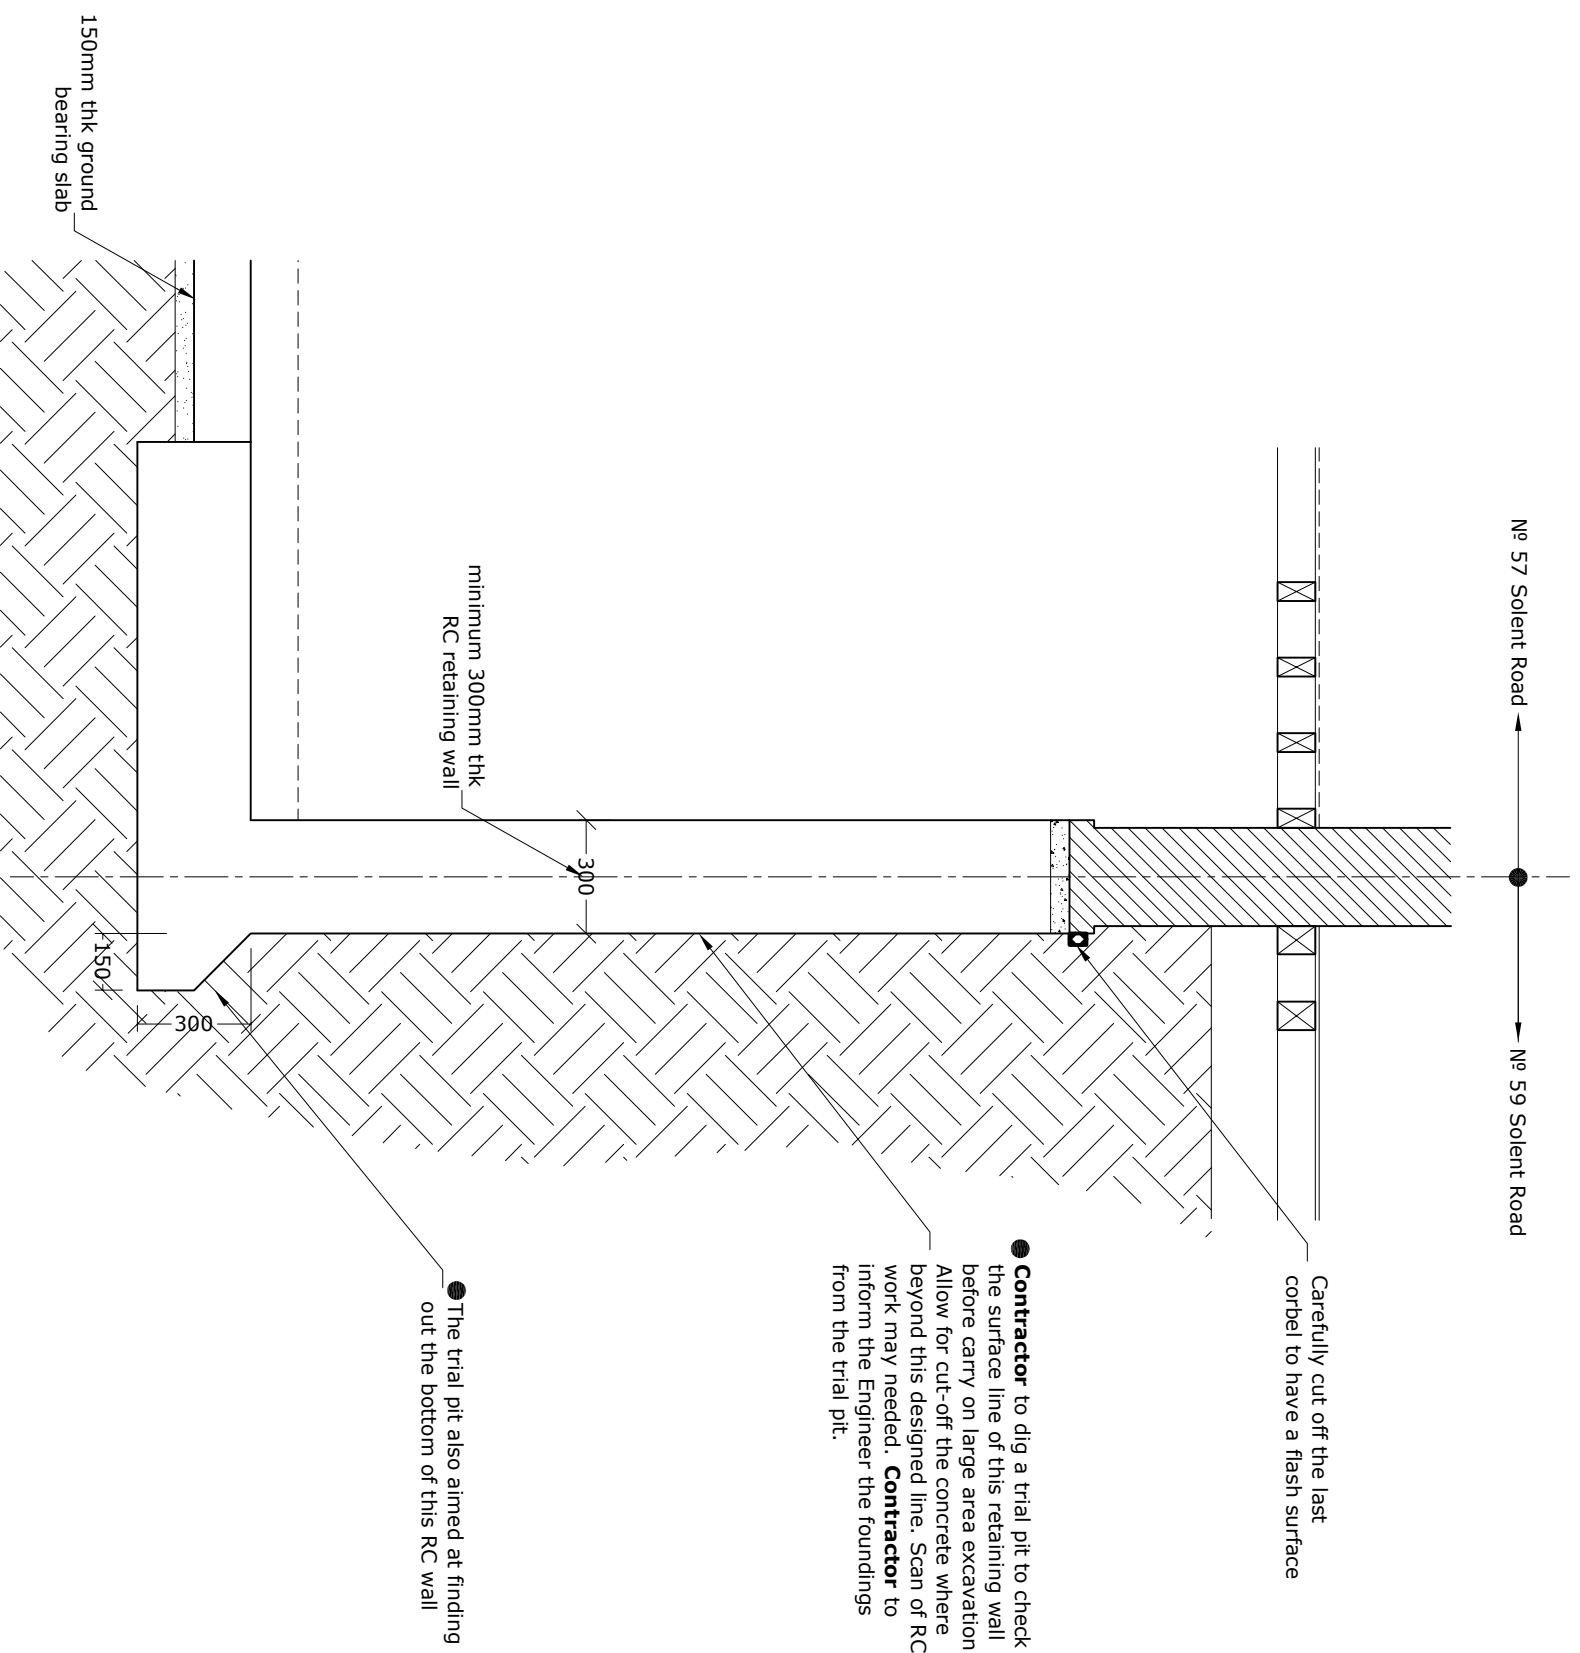 № 57 Solent Road
№ 59 Solent Road
Carefully cut off the last
corbel to have a flash surface
Contractor to dig a trial pit to check
the surface line of this retaining wall
before carry on large area excavation
Allow for cut-off the concrete where
beyond this designed line. Scan of RC
work may needed. Contractor to
inform the Engineer the foundings
from the trial pit.
300
minimum 300mm thk
RC retaining wall
The trial pit also aimed at finding
out the bottom of this RC wall
300
150
150mm thk ground
bearing slab